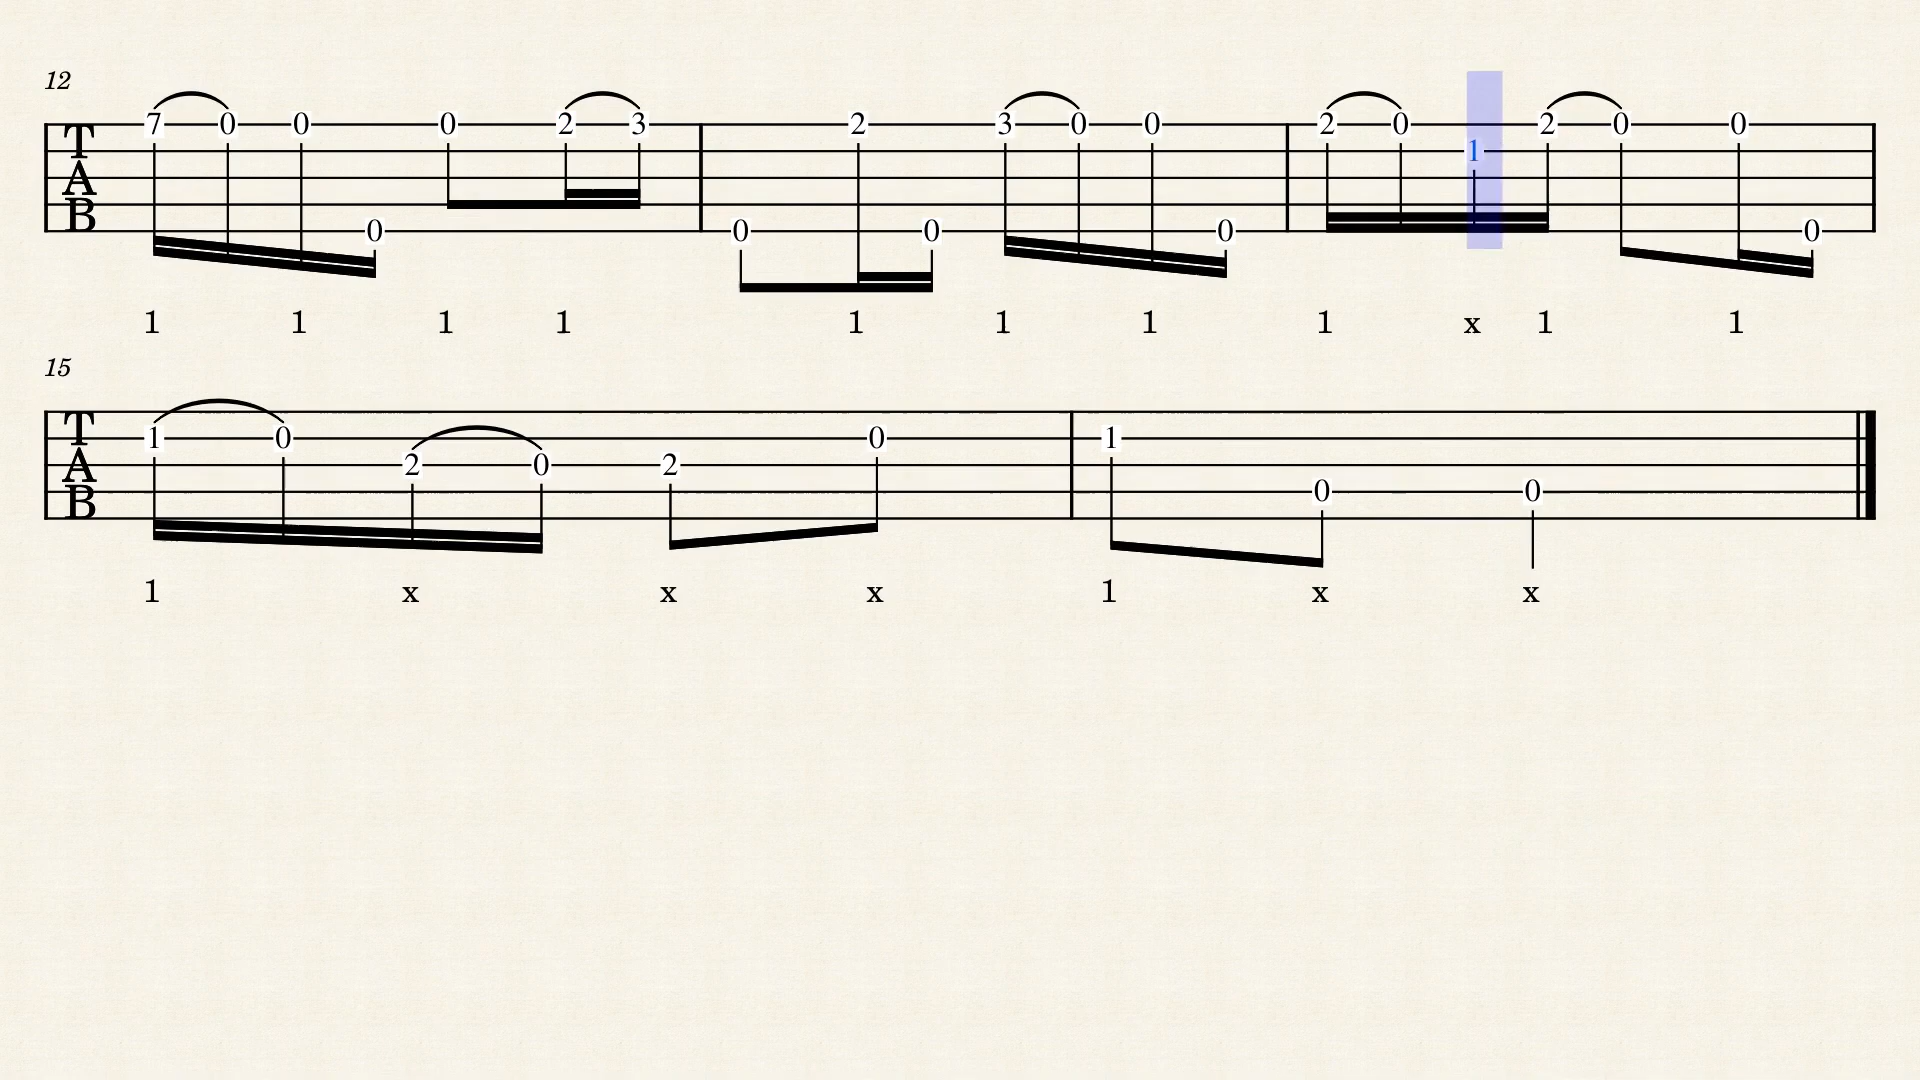 12
T A B 7 0 0 0 0 2 3 0 2 0 3 0 0 0 2 0 1 2 0 0 0
1 1 1 1 1 1 1 1 x 1 1
15
T A B 1 0 2 0 2 0 1 0 0
1 x x x 1 x x